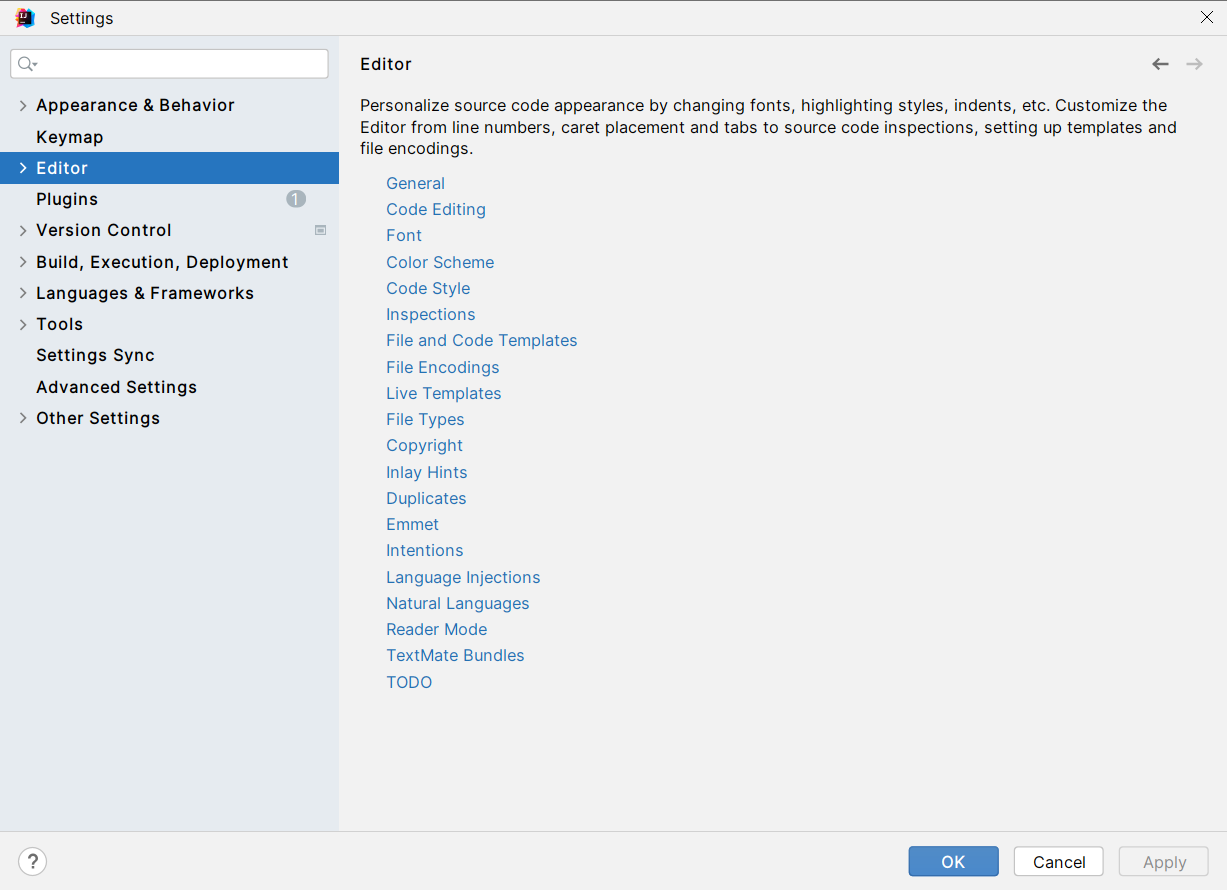 Settings
Appearance & Behavior
Keymap
Editor
Plugins 1
Version Control
Build, Execution, Deployment
Languages & Frameworks
Tools
Settings Sync
Advanced Settings
Other Settings
Editor
Personalize source code appearance by changing fonts, highlighting styles, indents, etc. Customize the
Editor from line numbers, caret placement and tabs to source code inspections, setting up templates and
file encodings.
General
Code Editing
Font
Color Scheme
Code Style
Inspections
File and Code Templates
File Encodings
Live Templates
File Types
Copyright
Inlay Hints
Duplicates
Emmet
Intentions
Language Injections
Natural Languages
Reader Mode
TextMate Bundles
TODO
?
OK
Cancel
Apply